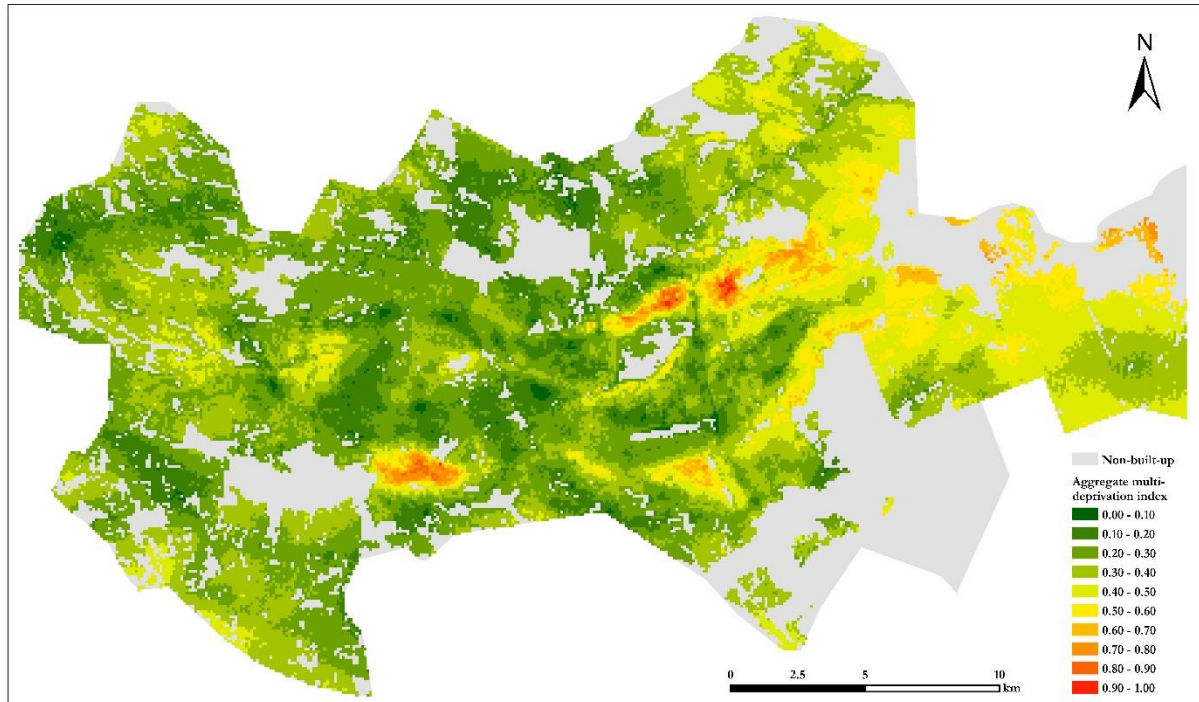 N
Non-built-up
Aggregate multi-
deprivation index
0.00 - 0.10
0.10 - 0.20
0.20 - 0.30
0.30 - 0.40
0.40 - 0.50
0.50 - 0.60
0.60 - 0.70
0.70 - 0.80
0.80 - 0.90
0.90 - 1.00
0 2.5 5 10
km